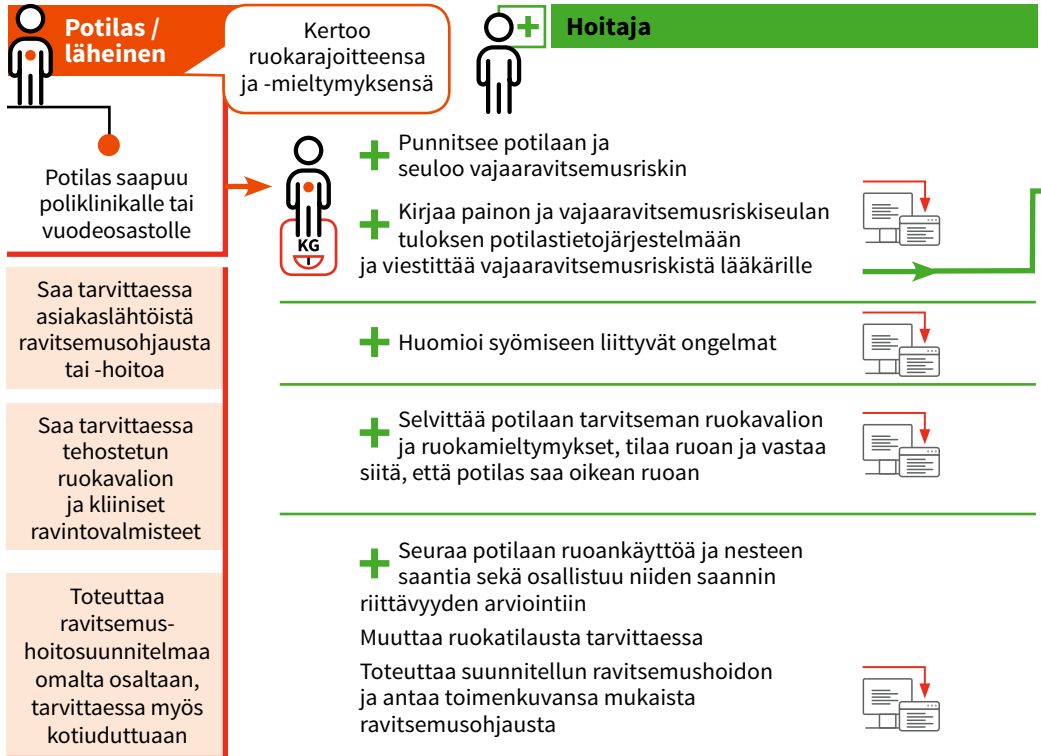 Potilas /
läheinen
Kertoo
ruokarajoitteensa
ja -mieltymyksensä
Hoitaja
Potilas saapuu
poliklinikalle tai
vuodeosastolle
KG
Punnitsee potilaan ja
seuloo vajaaravitsemusriskin
Kirjaa painon ja vajaaravitsemusriskiseulan
tuloksen potilastietojärjestelmään
ja viestittää vajaaravitsemusriskistä lääkärille
Saa tarvittaessa
asiakaslähtöistä
ravitsemusohjausta
tai -hoitoa
Huomioi syömiseen liittyvät ongelmat
Saa tarvittaessa
tehostetun
ruokavalion
ja kliiniset
ravintovalmisteet
Selvittää potilaan tarvitseman ruokavalion
ja ruokamieltymykset, tilaa ruoan ja vastaa
siitä, että potilas saa oikean ruoan
Toteuttaa
ravitsemus-
hoitosuunnitelmaa
omalta osaltaan,
tarvittaessa myös
kotiuduttuaan
Seuraa potilaan ruoankäyttöä ja nesteen
saantia sekä osallistuu niiden saannin
riittävyyden arviointiin
Muuttaa ruokatilausta tarvittaessa
Toteuttaa suunnitellun ravitsemushoidon
ja antaa toimenkuvansa mukaista
ravitsemusohjausta